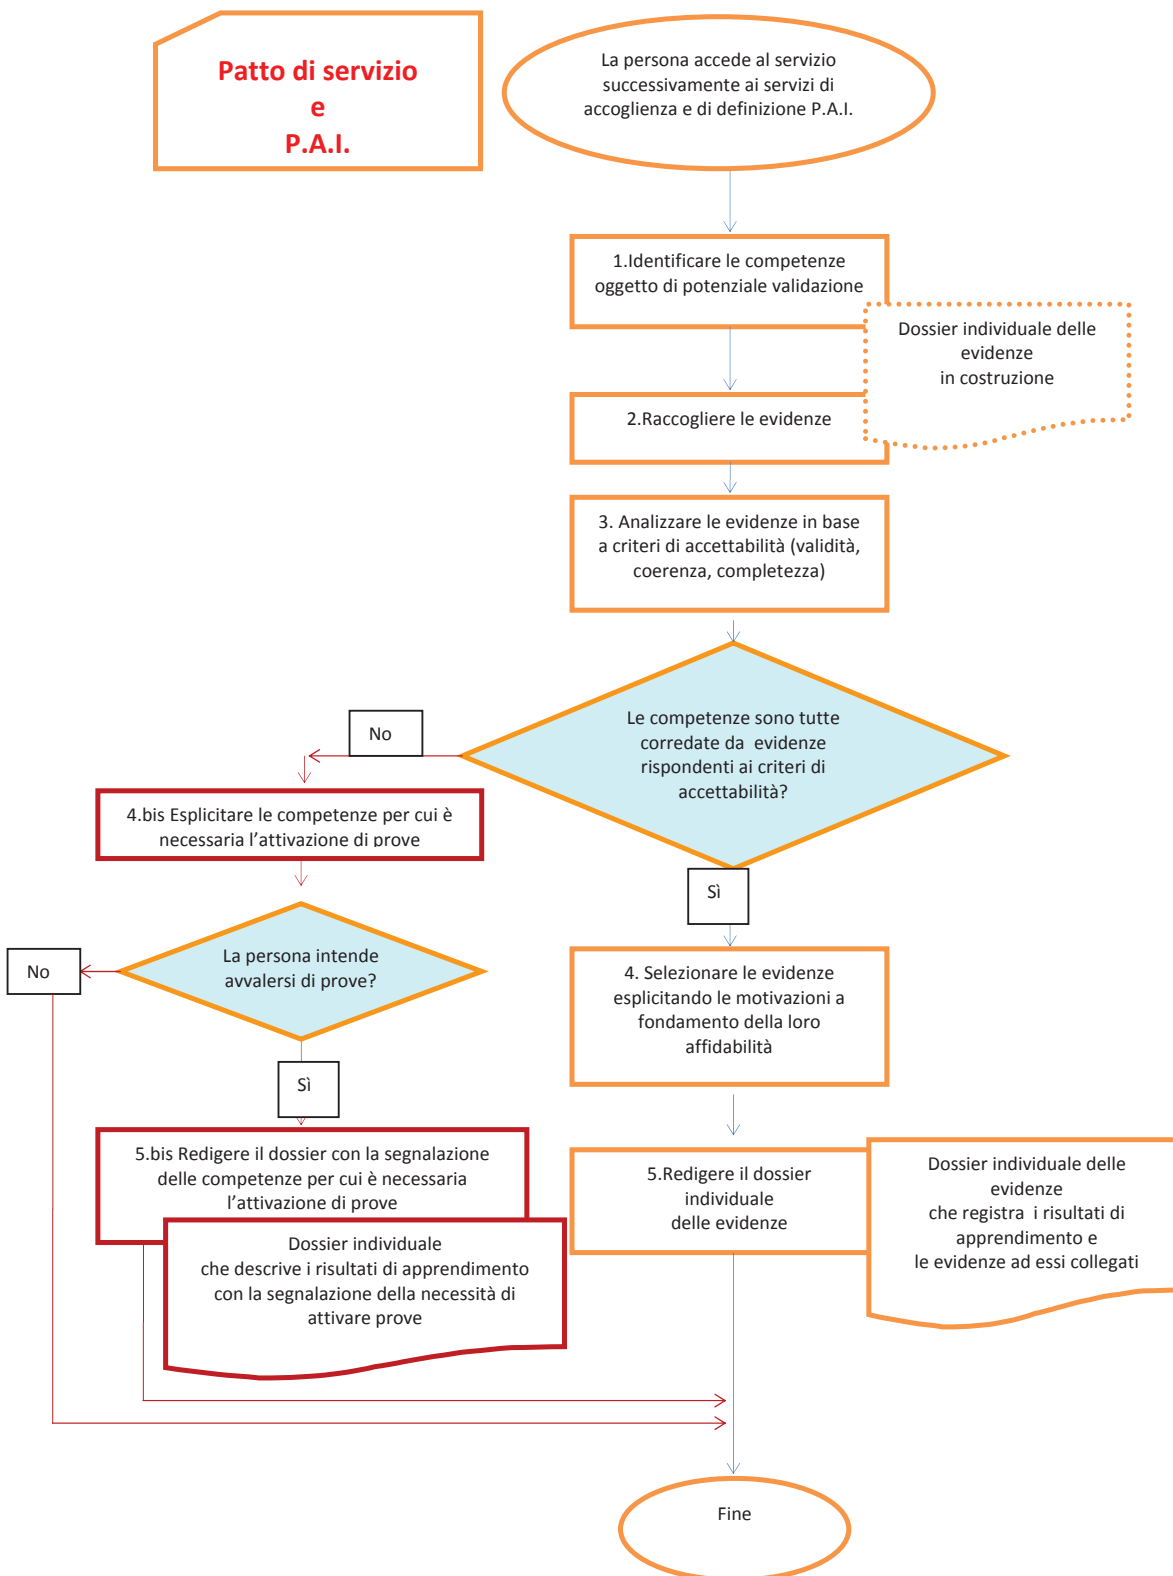 Patto di servizio
e
P.A.I.
La persona accede al servizio
successivamente ai servizi di
accoglienza e di definizione P.A.I.
1.Identificare le competenze
oggetto di potenziale validazione
Dossier individuale delle
evidenze
in costruzione
2.Raccogliere le evidenze
3. Analizzare le evidenze in base
a criteri di accettabilità (validità,
coerenza, completezza)
Le competenze sono tutte
corredate da  evidenze
rispondenti ai criteri di
accettabilità?
No
4.bis Esplicitare le competenze per cui è
necessaria l’attivazione di prove
Sì
La persona intende
avvalersi di prove?
No
4. Selezionare le evidenze
esplicitando le motivazioni a
fondamento della loro
affidabilità
Sì
5.bis Redigere il dossier con la segnalazione
delle competenze per cui è necessaria
l’attivazione di prove
Dossier individuale
che descrive i risultati di apprendimento
con la segnalazione della necessità di
attivare prove
5.Redigere il dossier
individuale
delle evidenze
Dossier individuale delle
evidenze
che registra  i risultati di
apprendimento e
le evidenze ad essi collegati
Fine